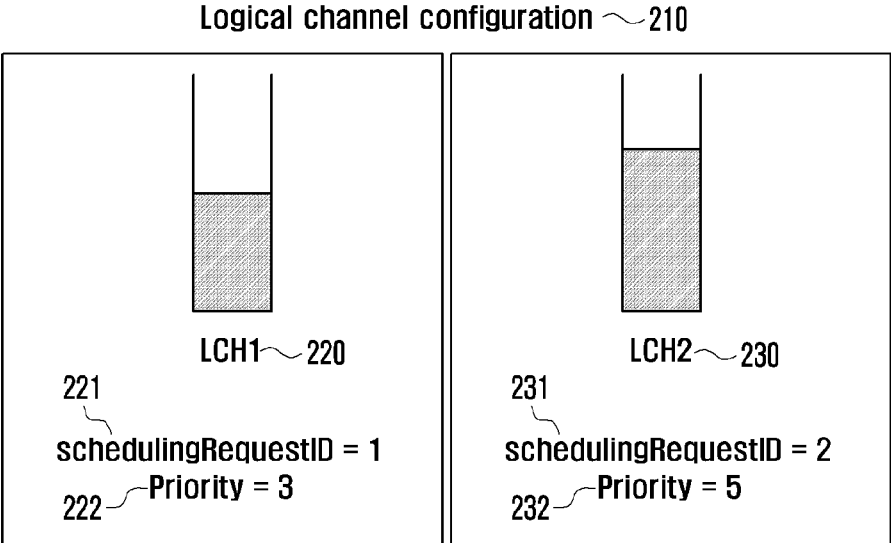 Logical channel configuration 210
LCH1 220
221
schedulingRequestID = 1
222 Priority = 3
LCH2 230
231
schedulingRequestID = 2
232 Priority = 5